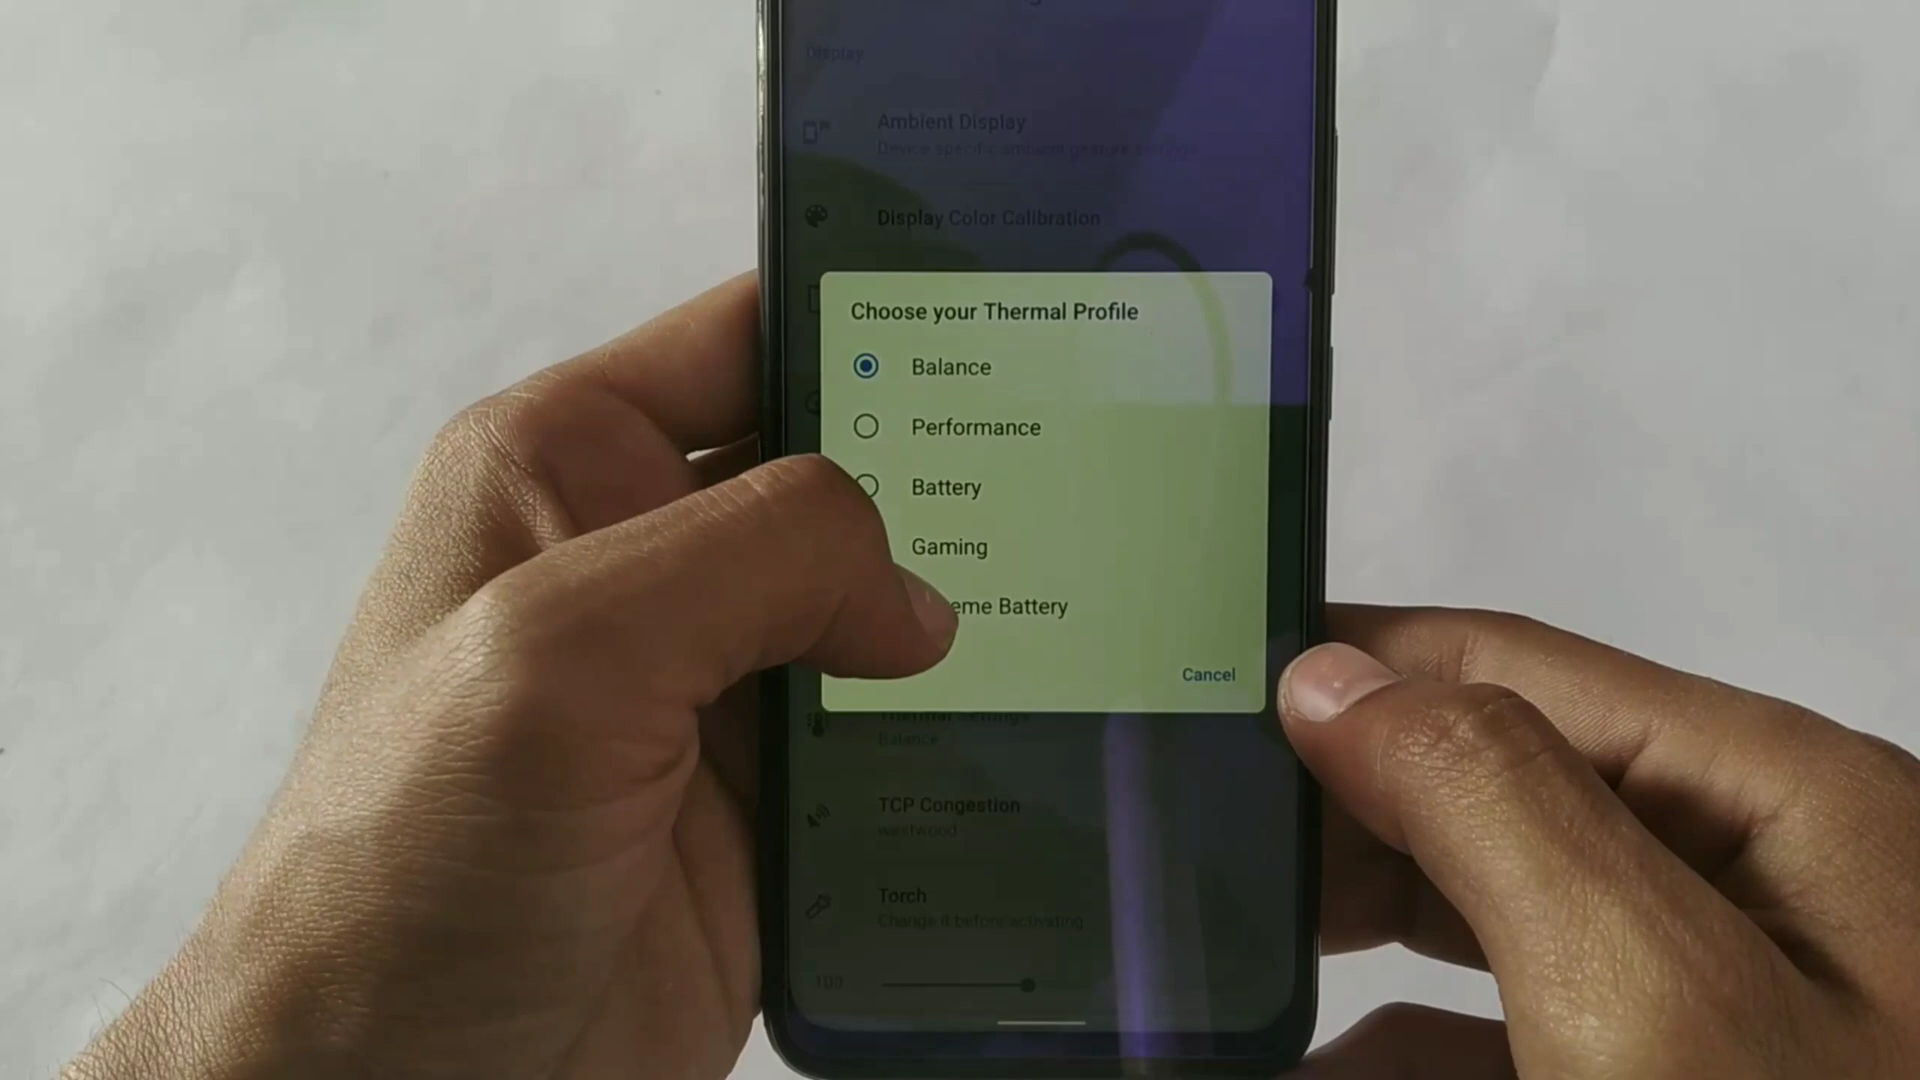 Display
Ambient Display
Device specific ambient gesture settings
Display Color Calibration
Choose your Thermal Profile
Balance
Performance
Battery
Gaming
eme Battery
Cancel
Thermal Settings
Balance
TCP Congestion
westwood
Torch
Change it before activating
100